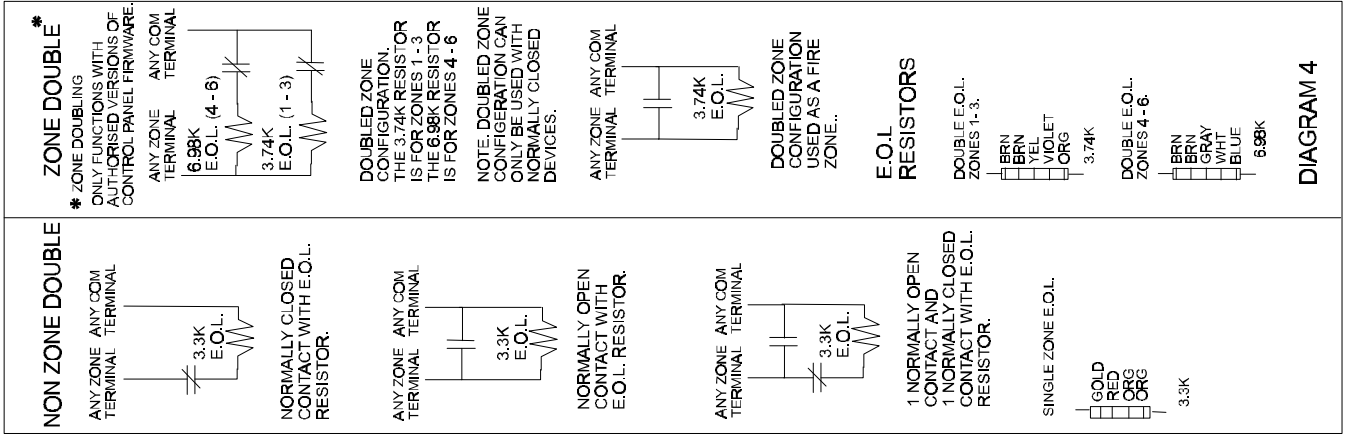 NON ZONE DOUBLE
ANY ZONE ANY COM
TERMINAL TERMINAL
3.3K
E.O.L.
NORMALLY CLOSED
CONTACT WITH E.O.L.
RESISTOR.
ANY ZONE ANY COM
TERMINAL TERMINAL
3.3K
E.O.L.
NORMALLY OPEN
CONTACT WITH
E.O.L. RESISTOR.
ANY ZONE ANY COM
TERMINAL TERMINAL
3.3K
E.O.L.
1 NORMALLY OPEN
CONTACT AND
1 NORMALLY CLOSED
CONTACT WITH E.O.L.
RESISTOR.
SINGLE ZONE E.O.L.
GOLD
RED
ORG
ORG
3.3K
ZONE DOUBLE *
* ZONE DOUBLING
ONLY FUNCTIONS WITH
AUTHORISED VERSIONS OF
CONTROL PANEL FIRMWARE.
ANY ZONE ANY COM
TERMINAL TERMINAL
6.98K
E.O.L. (4 - 6)
3.74K
E.O.L. (1 - 3)
DOUBLED ZONE
CONFIGURATION.
THE 3.74K RESISTOR
IS FOR ZONES 1 - 3
THE 6.98K RESISTOR
IS FOR ZONES 4 - 6
NOTE. DOUBLED ZONE
CONFIGERATION CAN
ONLY BE USED WITH
NORMALLY CLOSED
DEVICES.
ANY ZONE ANY COM
TERMINAL TERMINAL
3.74K
E.O.L.
DOUBLED ZONE
CONFIGURATION
USED AS A FIRE
ZONE..
E.O.L
RESISTORS
DOUBLE E.O.L.
ZONES 1 - 3.
BRN
BRN
YEL
VIOLET
ORG
3.74K
DOUBLE E.O.L.
ZONES 4 - 6.
BRN
BRN
GRAY
WHT
BLUE
6.98K
DIAGRAM 4